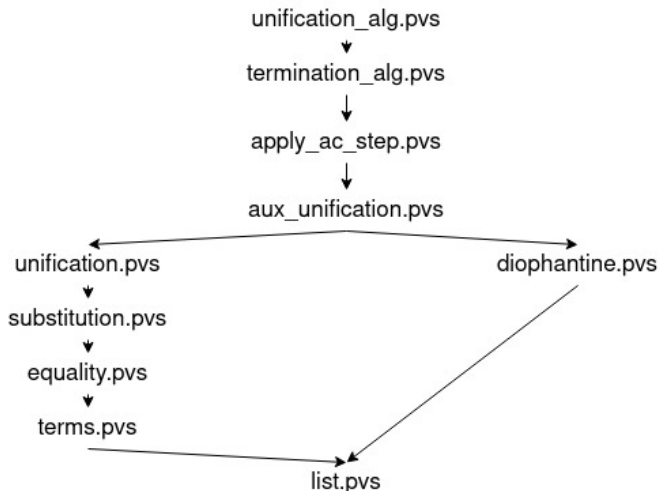 unification_alg.pvs
termination_alg.pvs
apply_ac_step.pvs
aux_unification.pvs
unification.pvs
diophantine.pvs
substitution.pvs
equality.pvs
terms.pvs
list.pvs